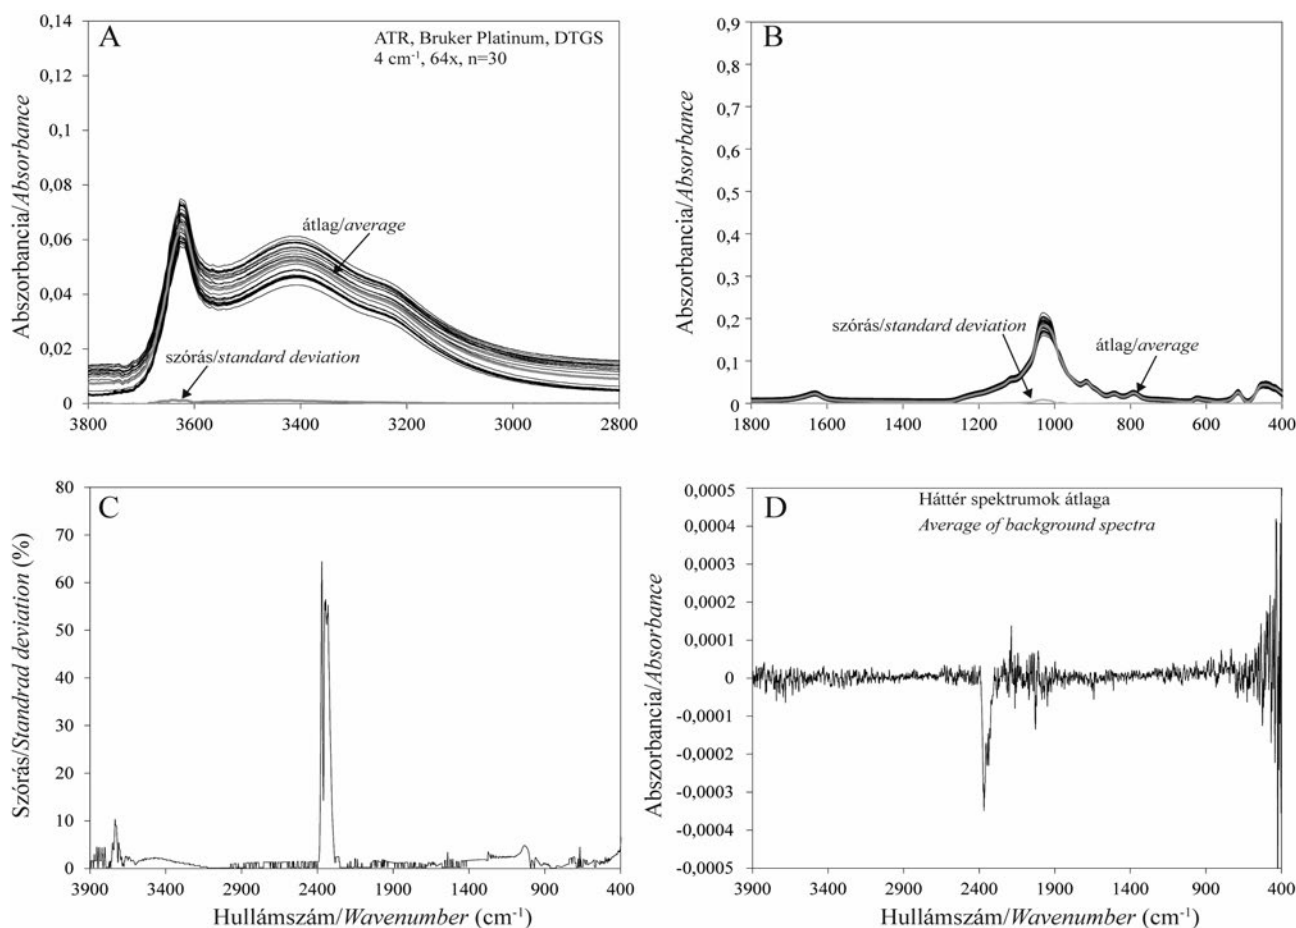 A
ATR, Bruker Platinum, DTGS
4 cm⁻¹, 64x, n=30
Abszorbancia/Absorbance
0,14
0,12
0,1
0,08
0,06
0,04
0,02
0
átlag/average
szórás/standard deviation
3800 3600 3400 3200 3000 2800
B
Abszorbancia/Absorbance
0,9
0,8
0,7
0,6
0,5
0,4
0,3
0,2
0,1
0
szórás/standard deviation
átlag/average
1800 1600 1400 1200 1000 800 600 400
C
Szórás/Standrad deviation (%)
80
70
60
50
40
30
20
10
0
3900 3400 2900 2400 1900 1400 900 400
Hullámszám/Wavenumber (cm⁻¹)
D
Háttér spektrumok átlaga
Average of background spectra
Abszorbancia/Absorbance
0,0005
0,0004
0,0003
0,0002
0,0001
0
-0,0001
-0,0002
-0,0003
-0,0004
-0,0005
3900 3400 2900 2400 1900 1400 900 400
Hullámszám/Wavenumber (cm⁻¹)